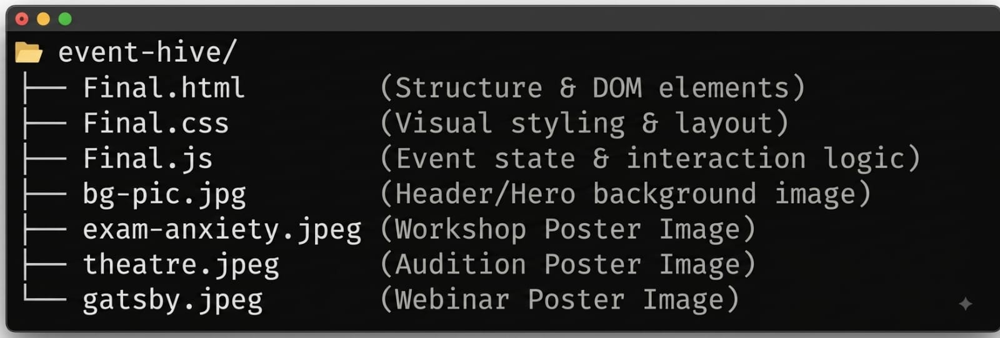 event-hive/
├── Final.html (Structure & DOM elements)
├── Final.css (Visual styling & layout)
├── Final.js (Event state & interaction logic)
├── bg-pic.jpg (Header/Hero background image)
├── exam-anxiety.jpeg (Workshop Poster Image)
├── theatre.jpeg (Audition Poster Image)
└── gatsby.jpeg (Webinar Poster Image)